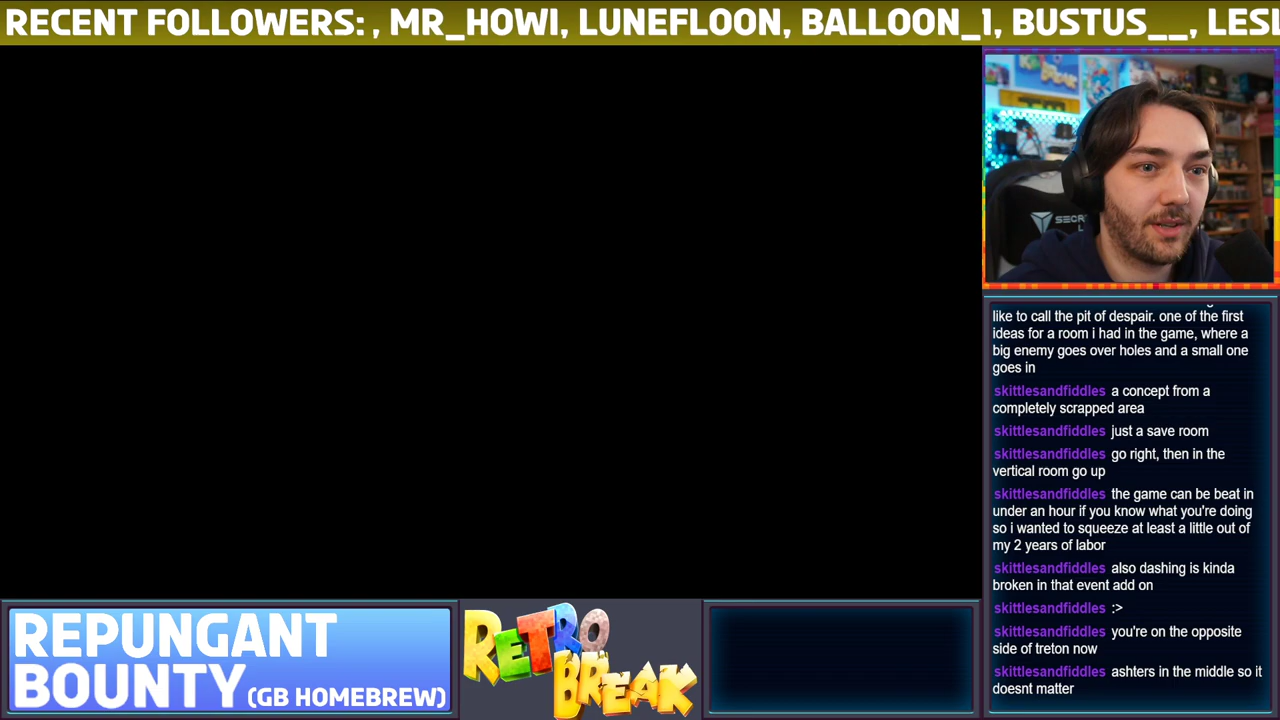 RECENT FOLLOWERS: , MR_HOWI, LUNEFLOON, BALLOON_1, BUSTUS__, LESI
SECRE
L
like to call the pit of despair. one of the first
ideas for a room i had in the game, where a
big enemy goes over holes and a small one
goes in
skittlesandfiddles a concept from a
completely scrapped area
skittlesandfiddles just a save room
skittlesandfiddles go right, then in the
vertical room go up
skittlesandfiddles the game can be beat in
under an hour if you know what you're doing
so i wanted to squeeze at least a little out of
my 2 years of labor
skittlesandfiddles also dashing is kinda
broken in that event add on
skittlesandfiddles :>
skittlesandfiddles you're on the opposite
side of treton now
skittlesandfiddles ashters in the middle so it
doesnt matter
REPUNGANT
BOUNTY (GB HOMEBREW)
RETRO
BREAK